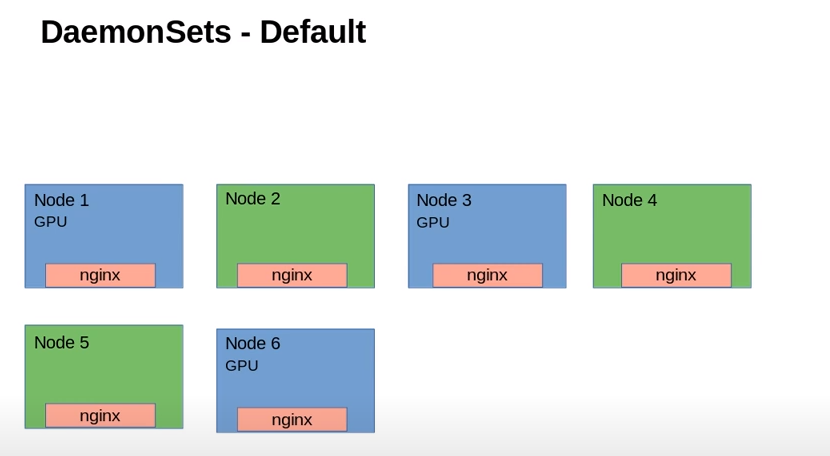 DaemonSets - Default
Node 1
GPU
nginx
Node 2
nginx
Node 3
GPU
nginx
Node 4
nginx
Node 5
nginx
Node 6
GPU
nginx